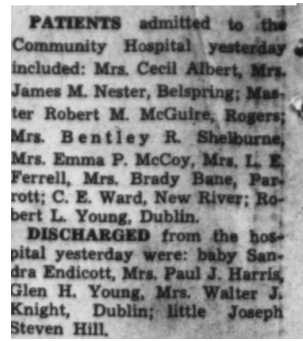 PATIENTS admitted to the
Community Hospital yesterday
included: Mrs. Cecil Albert, Mrs.
James M. Nester, Belspring; Mas-
ter Robert M. McGuire, Rogers;
Mrs. Bentley R. Shelburne,
Mrs. Emma P. McCoy, Mrs. L. E.
Ferrell, Mrs. Brady Bane, Par-
rott; C. E. Ward, New River; Ro-
bert L. Young, Dublin.
DISCHARGED from the hos-
pital yesterday were: baby San-
dra Endicott, Mrs. Paul J. Harris,
Glen H. Young, Mrs. Walter J.
Knight, Dublin; little Joseph
Steven Hill.